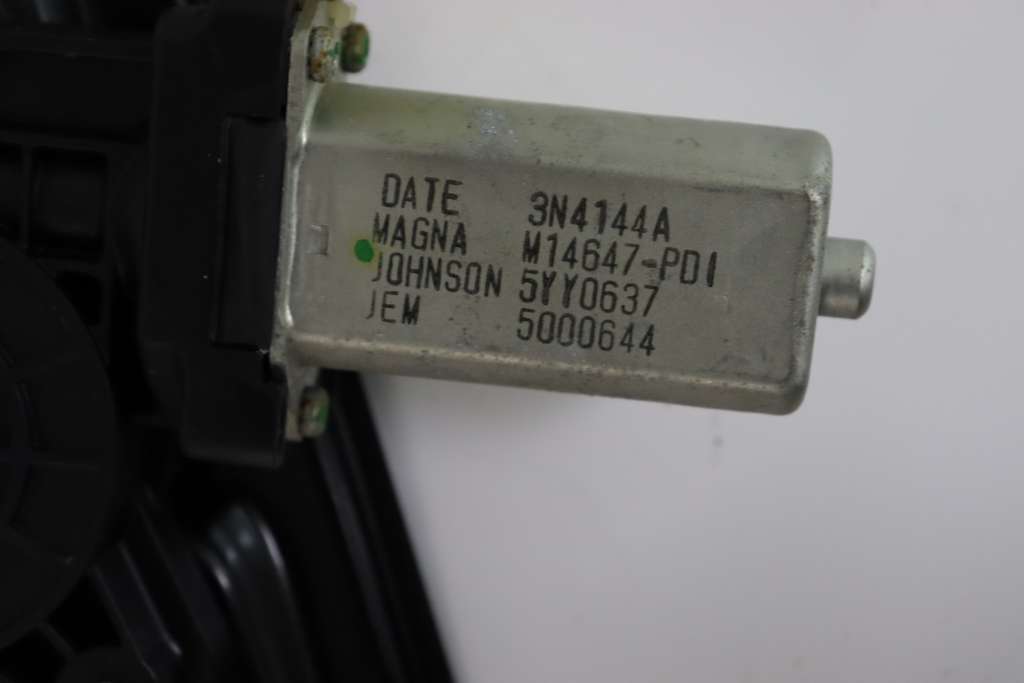 DATE 3N4144A
MAGNA M14647-PDI
JOHNSON 5YY0637
JEM 5000644